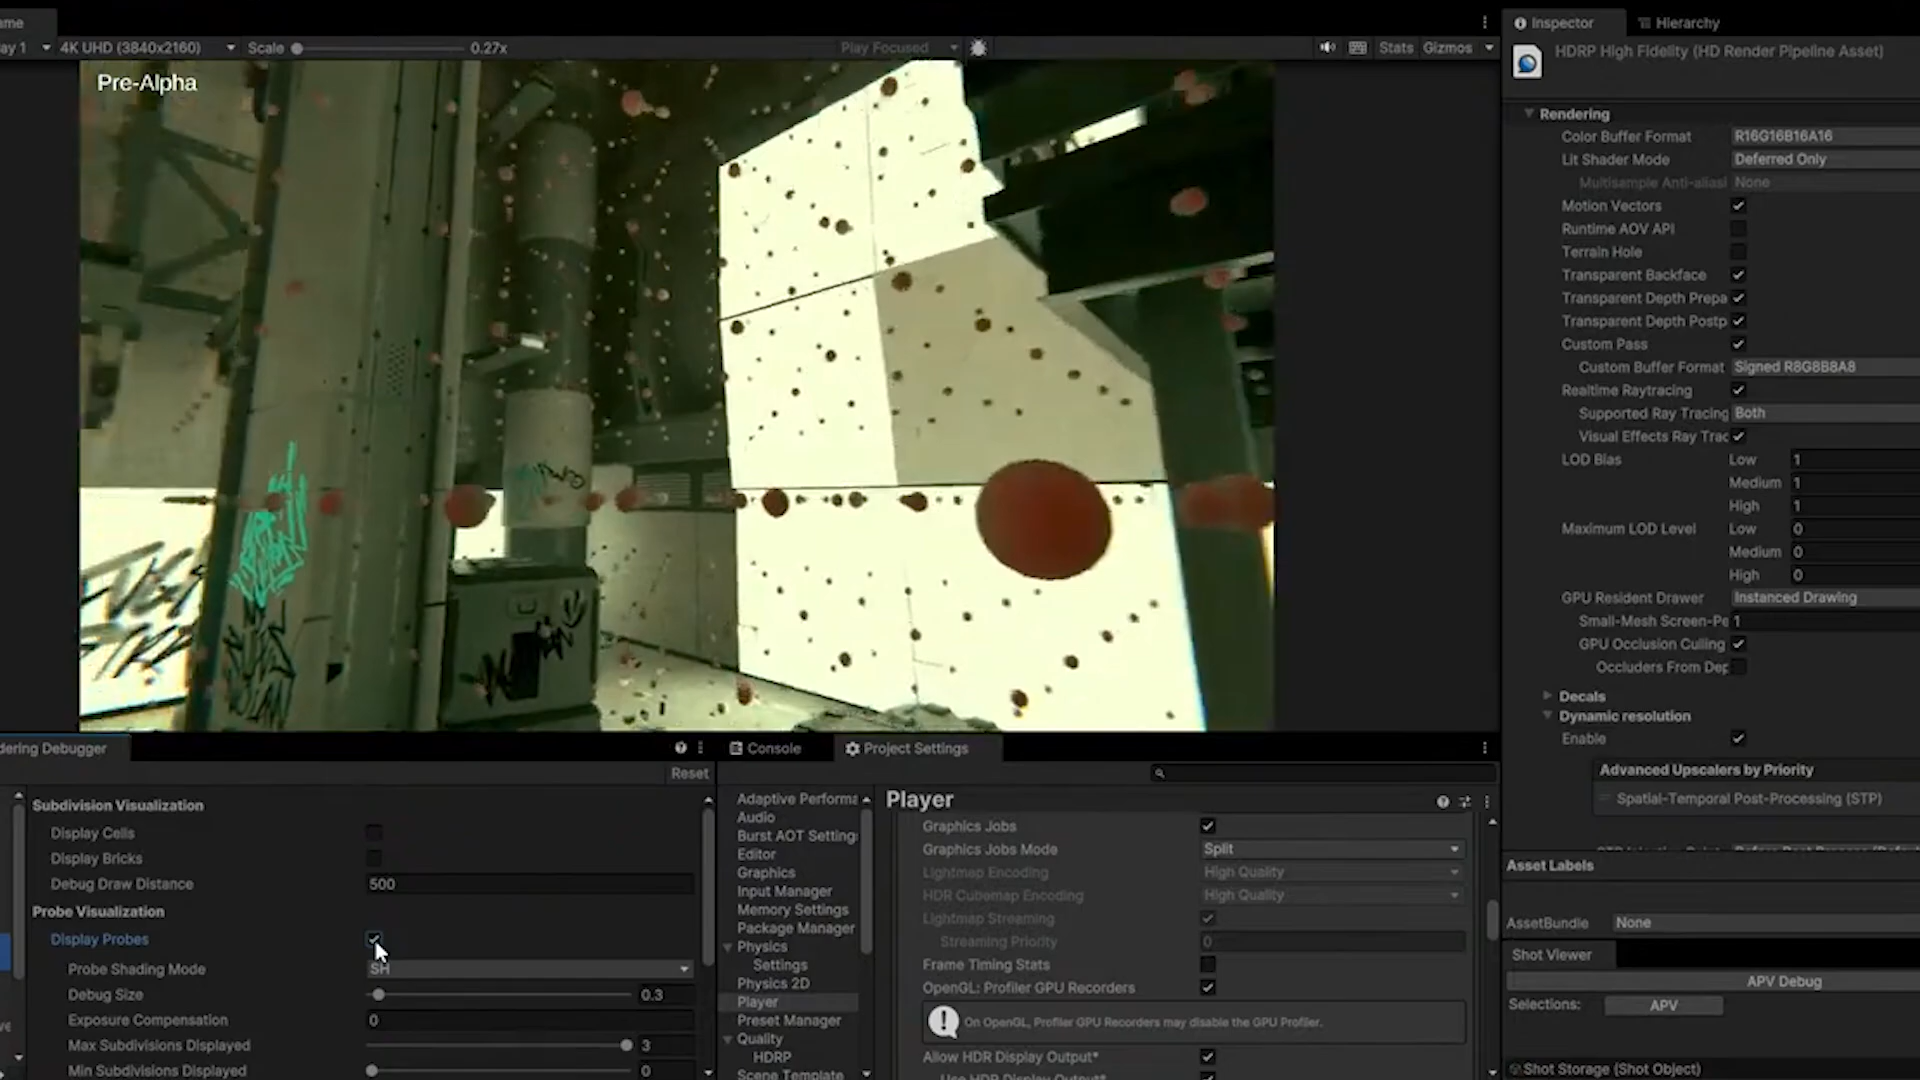 ame
ay 1
4K UHD (3840x2160)
Scale
0.27x
Play Focused
Stats
Gizmos
Pre-Alpha
Inspector
Hierarchy
HDRP High Fidelity (HD Render Pipeline Asset)
Rendering
Color Buffer Format
R16G16B16A16
Lit Shader Mode
Deferred Only
Multisample Anti-aliasi
None
Motion Vectors
Runtime AOV API
Terrain Hole
Transparent Backface
Transparent Depth Prepa
Transparent Depth Postp
Custom Pass
Custom Buffer Format
Signed R8G8B8A8
Realtime Raytracing
Supported Ray Tracing
Both
Visual Effects Ray Trac
LOD Bias
Low
1
Medium
1
High
1
Maximum LOD Level
Low
0
Medium
0
High
0
GPU Resident Drawer
Instanced Drawing
Small-Mesh Screen-Pe
1
GPU Occlusion Culling
Occluders From Dep
Decals
Dynamic resolution
Enable
Advanced Upscalers by Priority
Spatial-Temporal Post-Processing (STP)
Asset Labels
AssetBundle
None
Shot Viewer
APV Debug
Selections:
APV
Shot Storage (Shot Object)
dering Debugger
Reset
Subdivision Visualization
Display Cells
Display Bricks
Debug Draw Distance
500
Probe Visualization
Display Probes
Probe Shading Mode
SH
Debug Size
0.3
Exposure Compensation
0
Max Subdivisions Displayed
3
Min Subdivisions Displayed
0
Console
Project Settings
Adaptive Performa
Audio
Burst AOT Setting
Editor
Graphics
Input Manager
Memory Settings
Package Manager
Physics
Settings
Physics 2D
Player
Preset Manager
Quality
HDRP
Scene Template
Player
Graphics Jobs
Graphics Jobs Mode
Split
Lightmap Encoding
High Quality
HDR Cubemap Encoding
High Quality
Lightmap Streaming
Streaming Priority
0
Frame Timing Stats
OpenGL: Profiler GPU Recorders
On OpenGL, Profiler GPU Recorders may disable the GPU Profiler.
Allow HDR Display Output*
Use HDR Display Output*